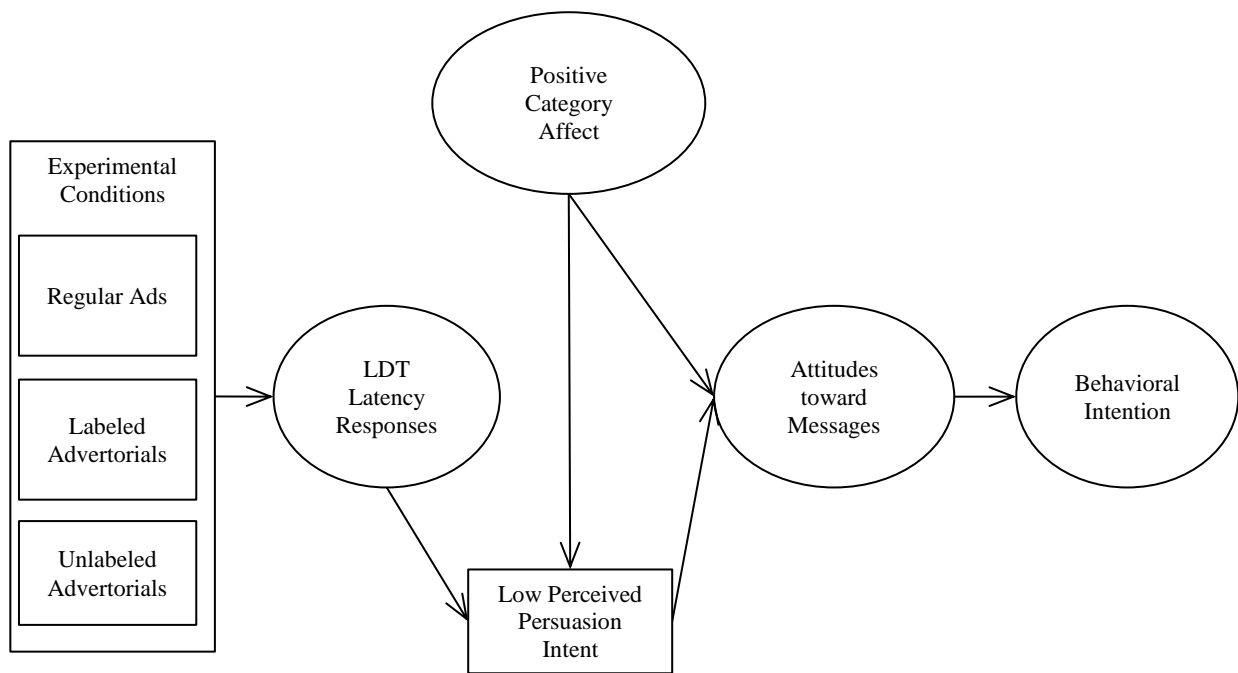 Positive
Category
Affect
Experimental
Conditions
Regular Ads
Labeled
Advertorials
Unlabeled
Advertorials
LDT
Latency
Responses
Low Perceived
Persuasion
Intent
Attitudes
toward
Messages
Behavioral
Intention